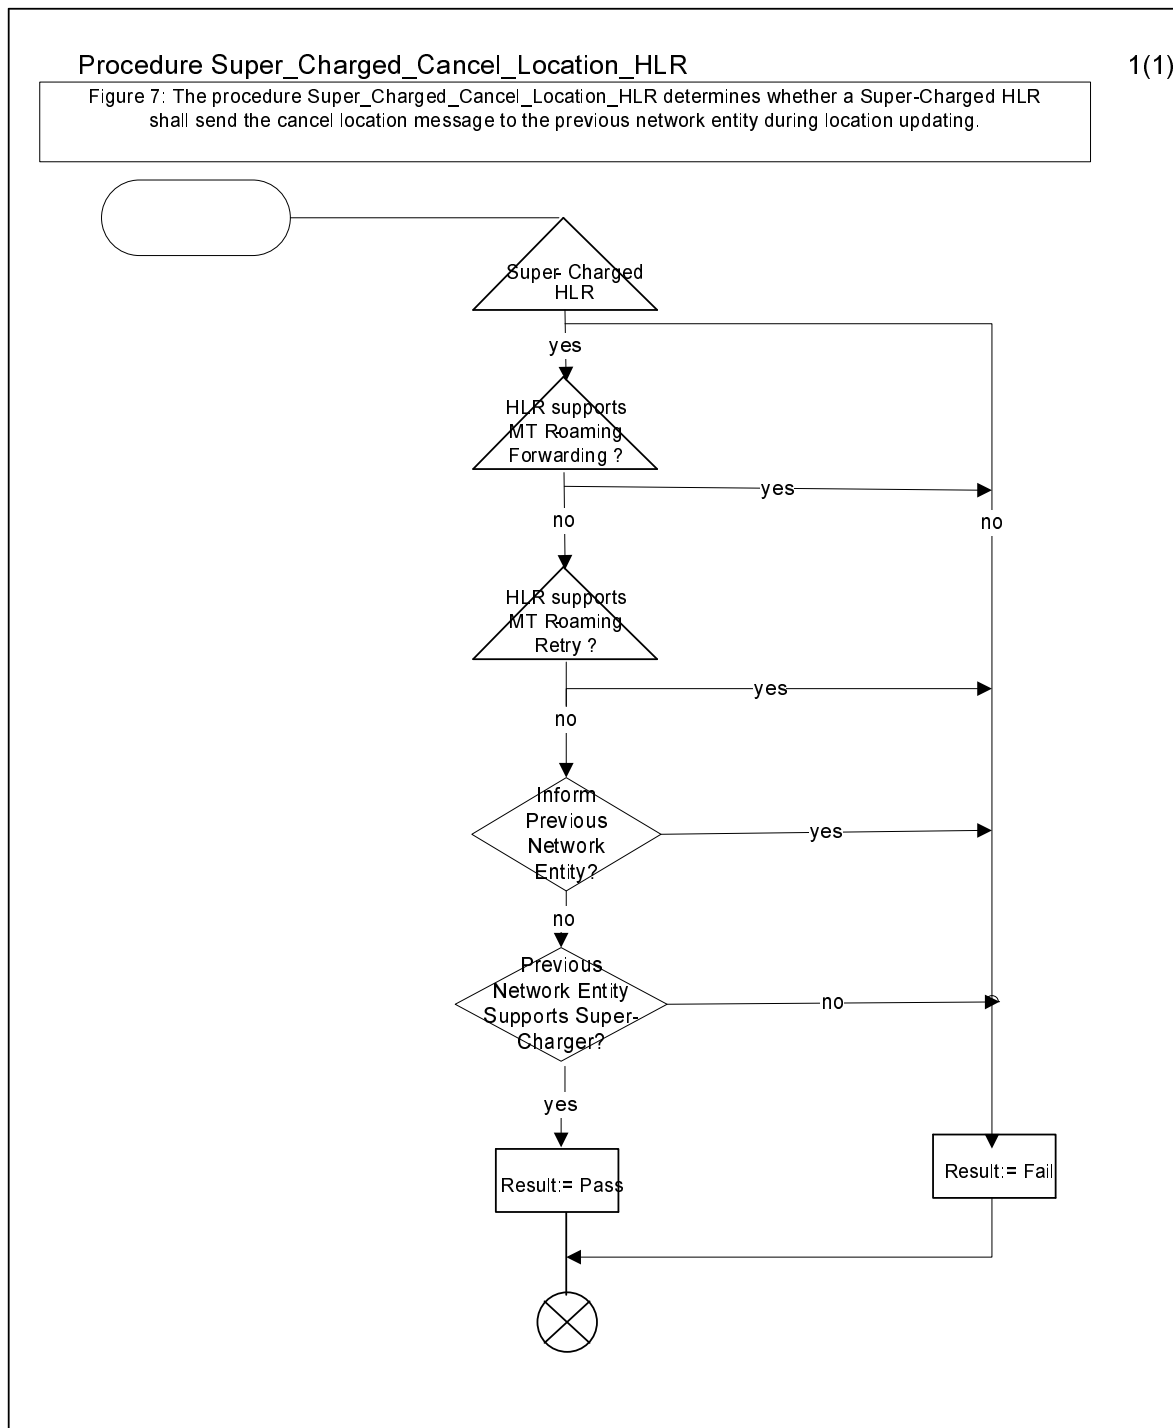 Procedure Super_Charged_Cancel_Location_HLR
1(1)
Figure 7: The procedure Super_Charged_Cancel_Location_HLR determines whether a Super-Charged HLR
shall send the cancel location message to the previous network entity during location updating.
Super- Charged
HLR
yes
HLR supports
MT Roaming
Forwarding ?
yes
no
no
HLR supports
MT Roaming
Retry ?
yes
no
Inform
Previous
Network
Entity?
yes
no
Previous
Network Entity
Supports Super-
Charger?
no
yes
Result:= Pass
Result:= Fail